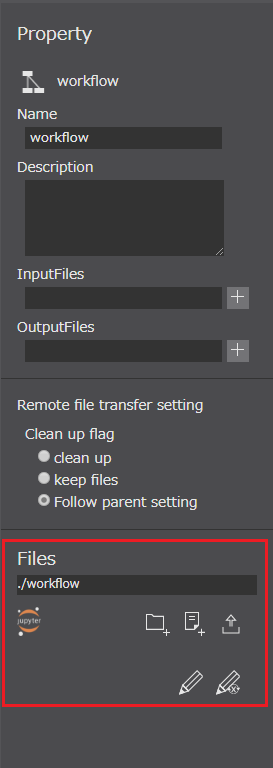 Property
workflow
Name
workflow
Description
InputFiles
OutputFiles
Remote file transfer setting
Clean up flag
clean up
keep files
Follow parent setting
Files
./workflow
jupyter
(x)